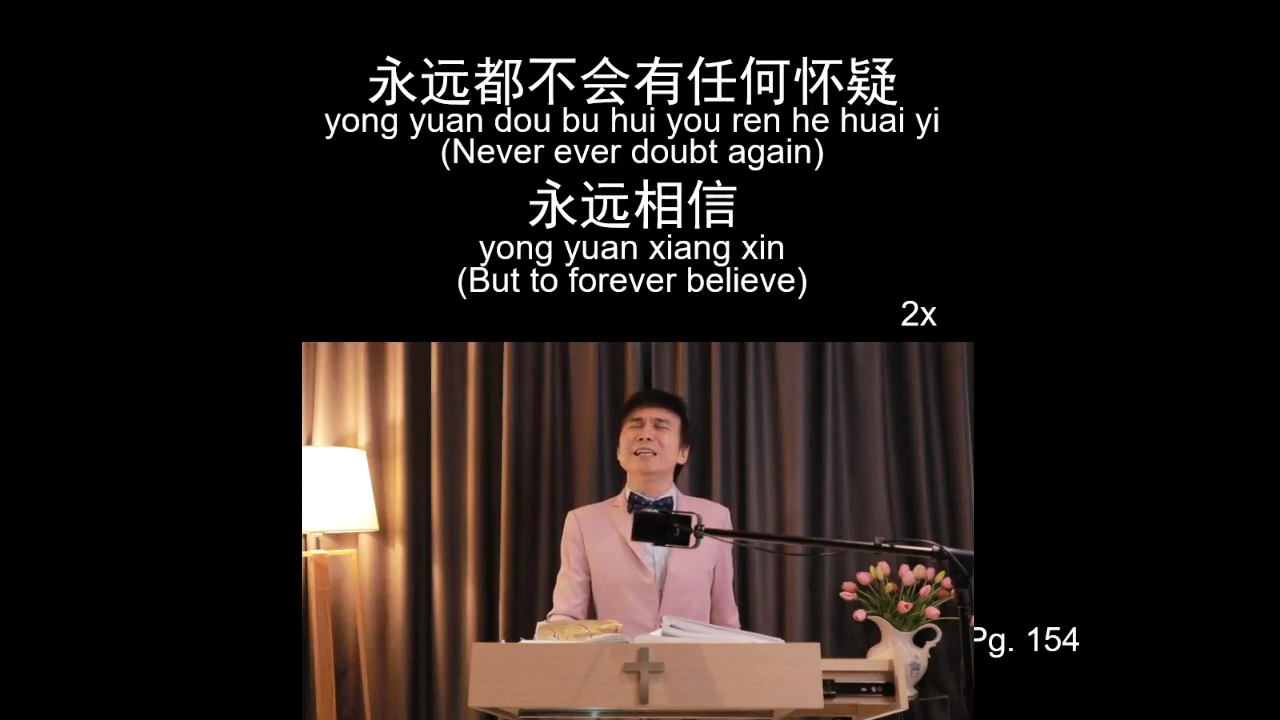 永远都不会有任何怀疑
yong yuan dou bu hui you ren he huai yi
(Never ever doubt again)
永远相信
yong yuan xiang xin
(But to forever believe)
2x
Pg. 154